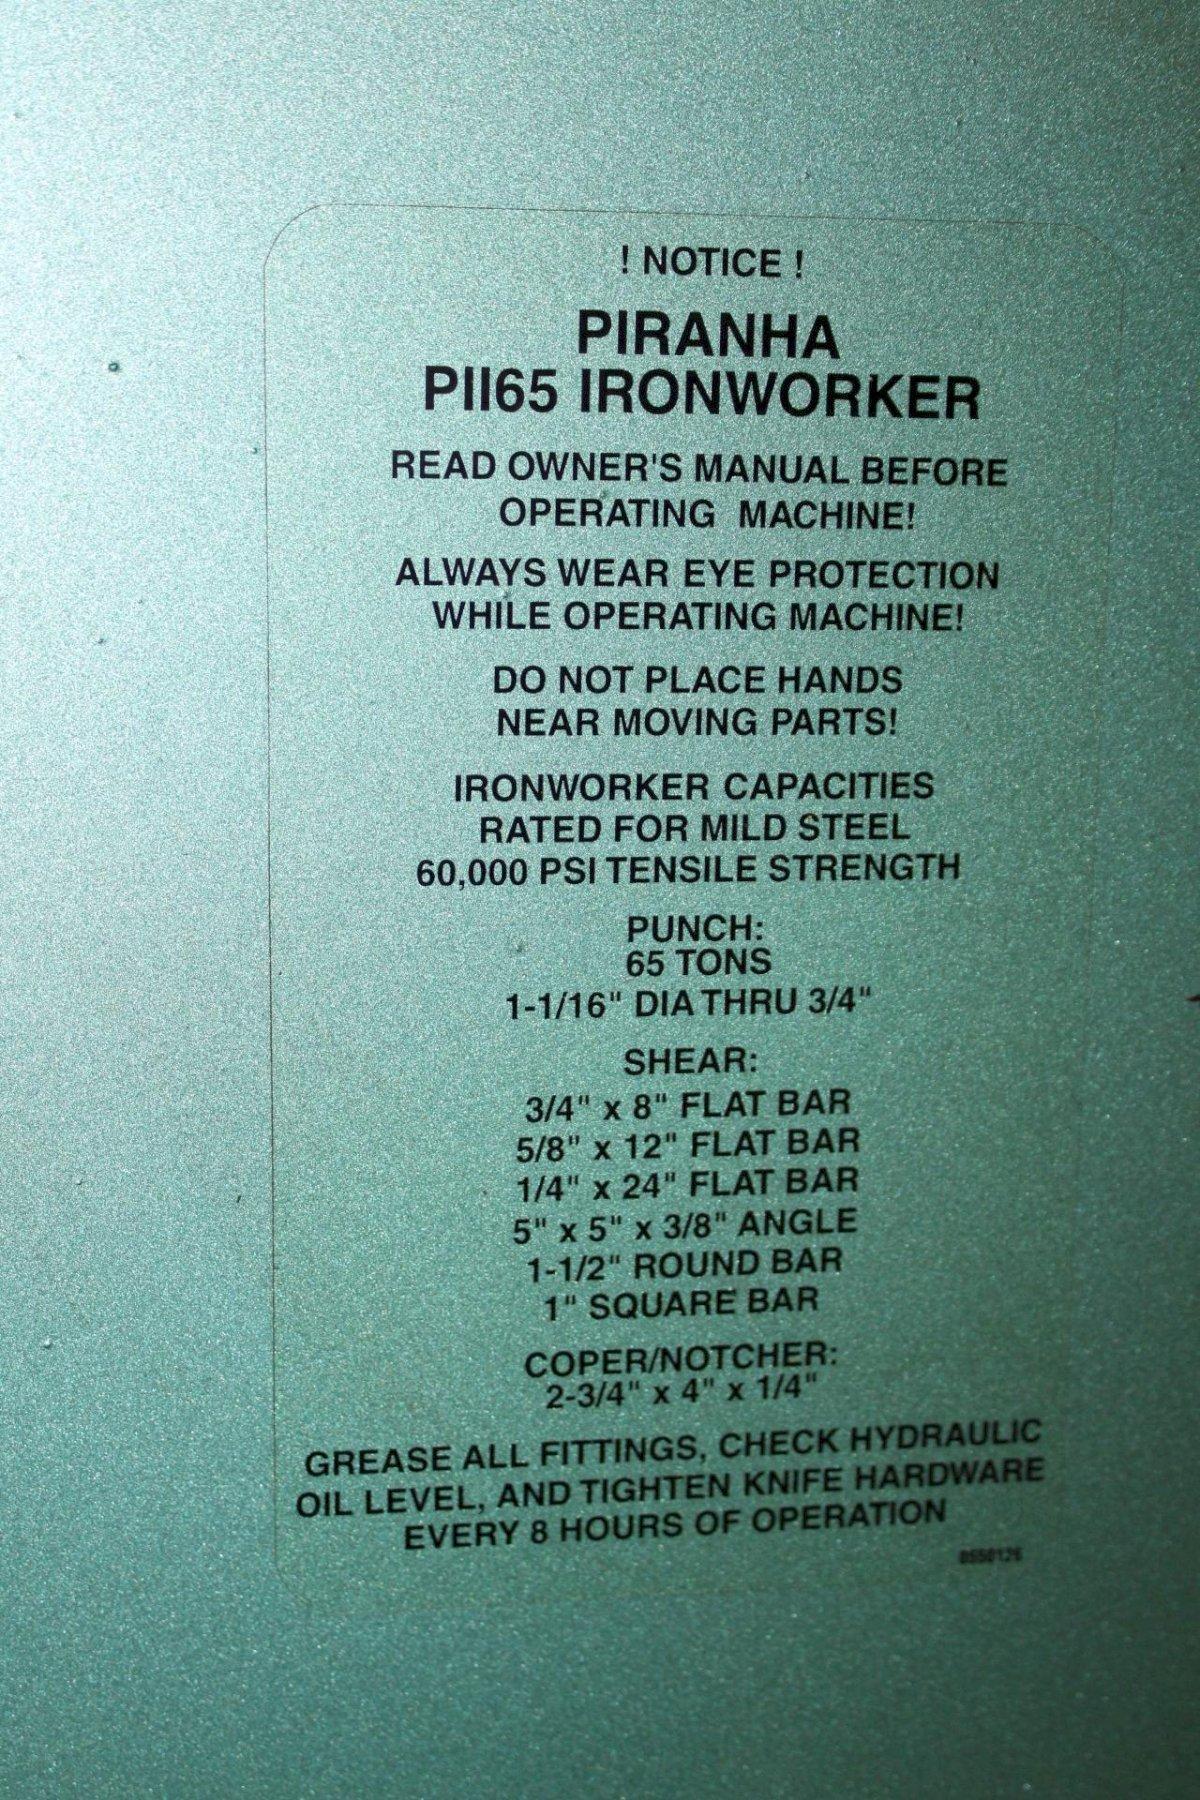 ! NOTICE !
PIRANHA
PII65 IRONWORKER
READ OWNER'S MANUAL BEFORE
OPERATING MACHINE!
ALWAYS WEAR EYE PROTECTION
WHILE OPERATING MACHINE!
DO NOT PLACE HANDS
NEAR MOVING PARTS!
IRONWORKER CAPACITIES
RATED FOR MILD STEEL
60,000 PSI TENSILE STRENGTH
PUNCH:
65 TONS
1-1/16" DIA THRU 3/4"
SHEAR:
3/4" x 8" FLAT BAR
5/8" x 12" FLAT BAR
1/4" x 24" FLAT BAR
5" x 5" x 3/8" ANGLE
1-1/2" ROUND BAR
1" SQUARE BAR
COPER/NOTCHER:
2-3/4" x 4" x 1/4"
GREASE ALL FITTINGS, CHECK HYDRAULIC
OIL LEVEL, AND TIGHTEN KNIFE HARDWARE
EVERY 8 HOURS OF OPERATION